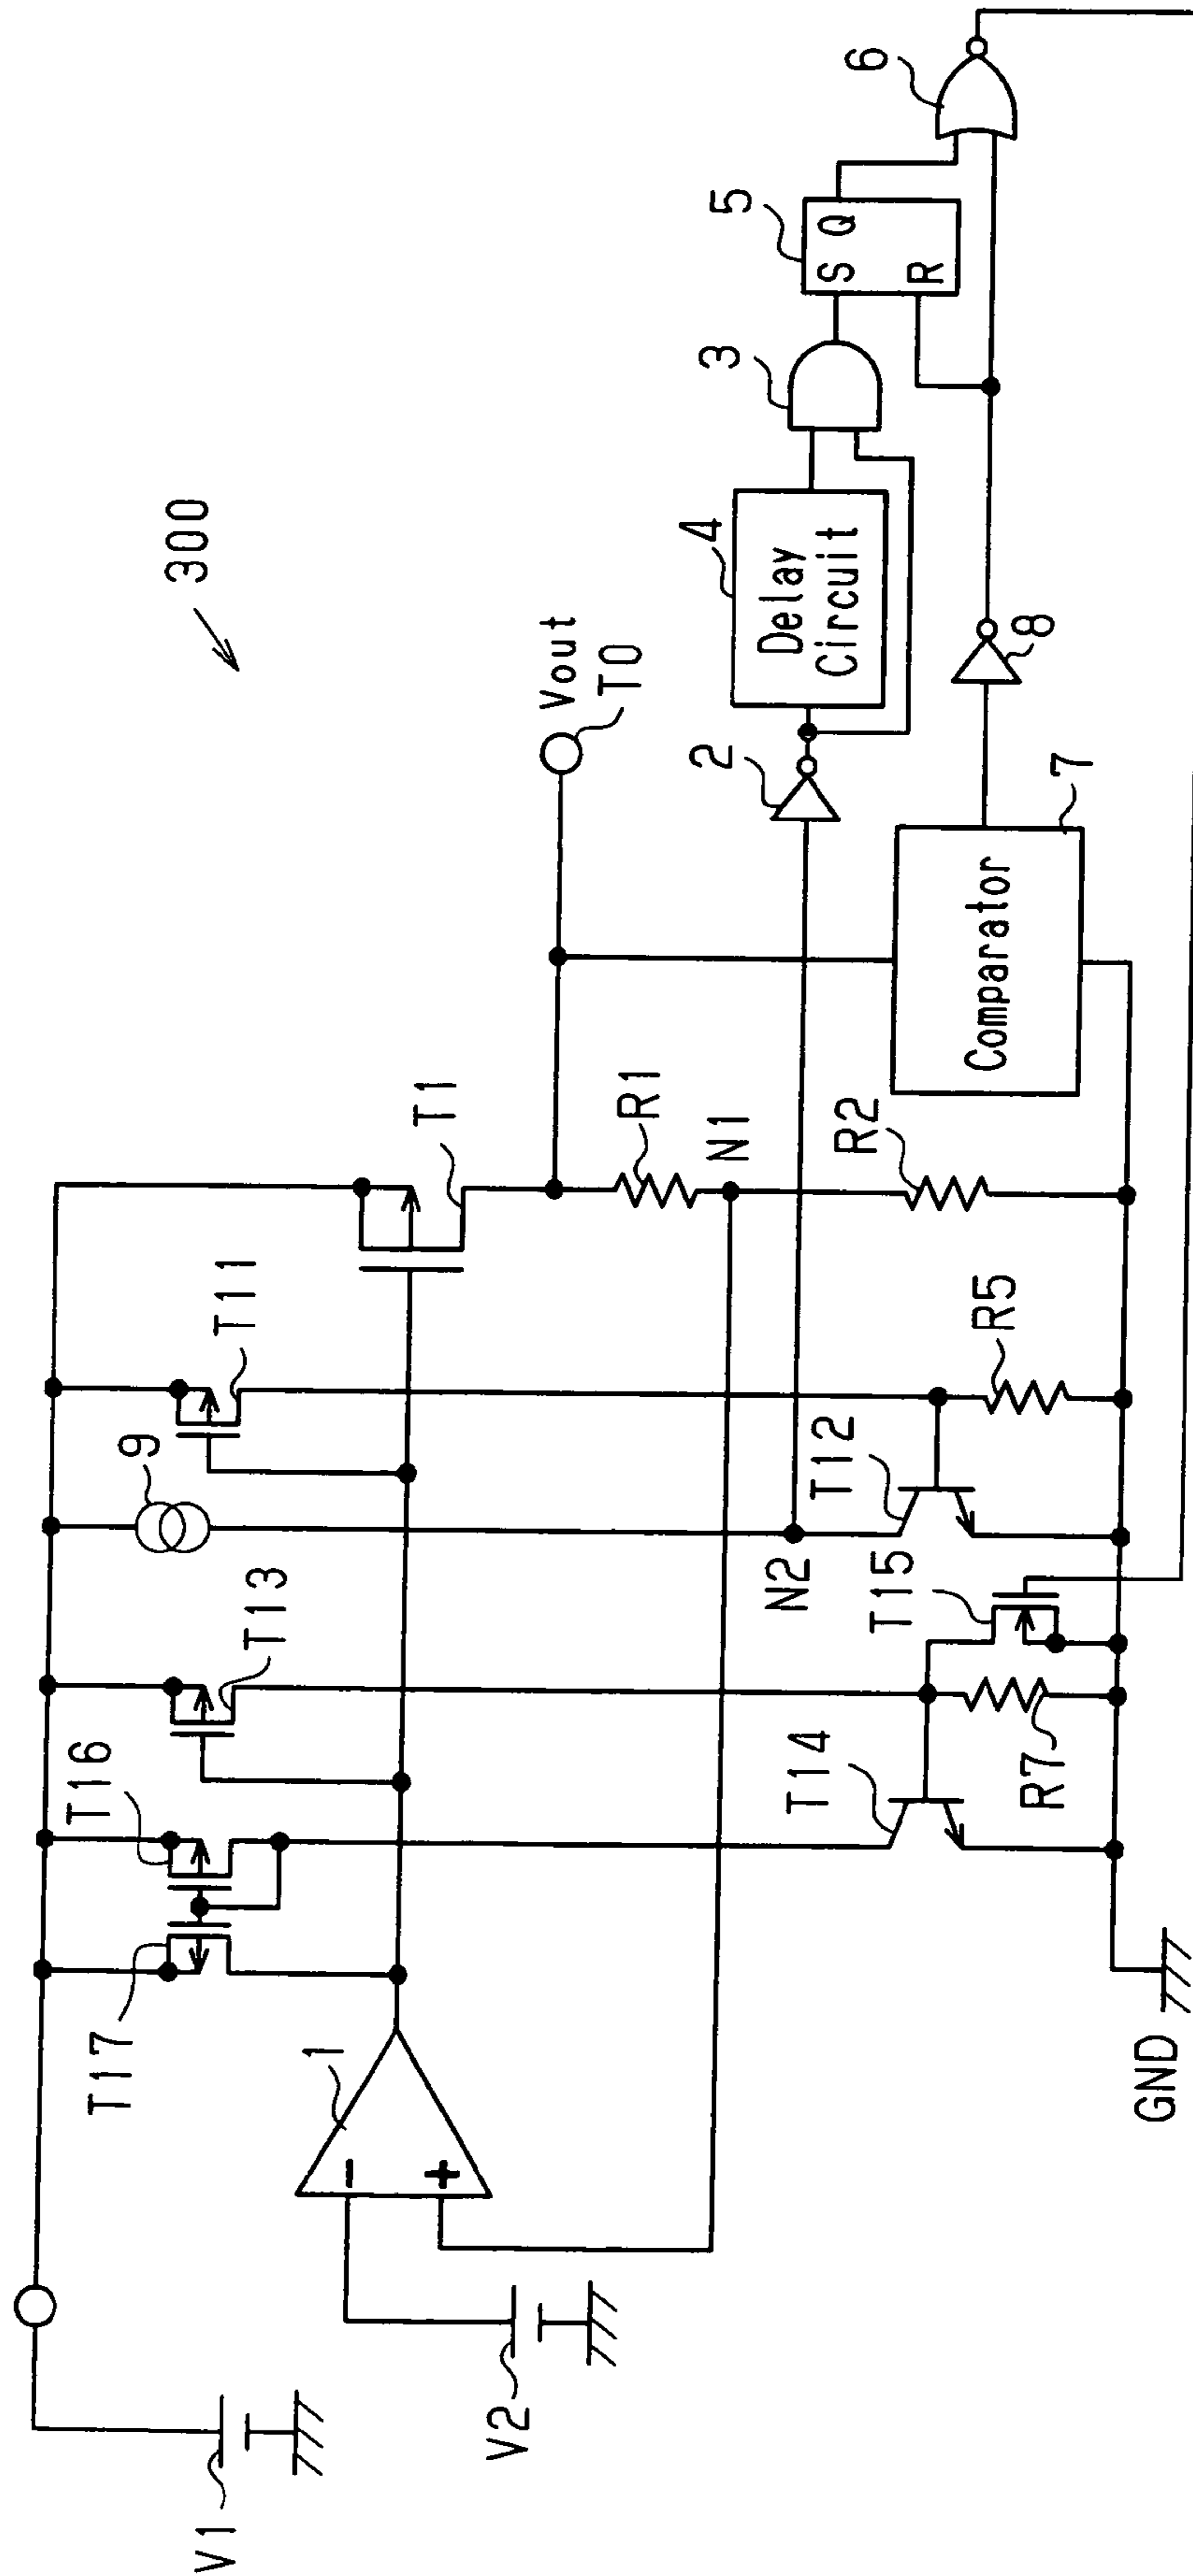 300
V1
V2
1
-
+
T17
T16
T13
9
T11
T1
Vout
T0
R1
N1
R2
N2
T14
R7
T15
T12
R5
GND
2
4
Delay
Circuit
3
5
S Q
R
6
Comparator
7
8